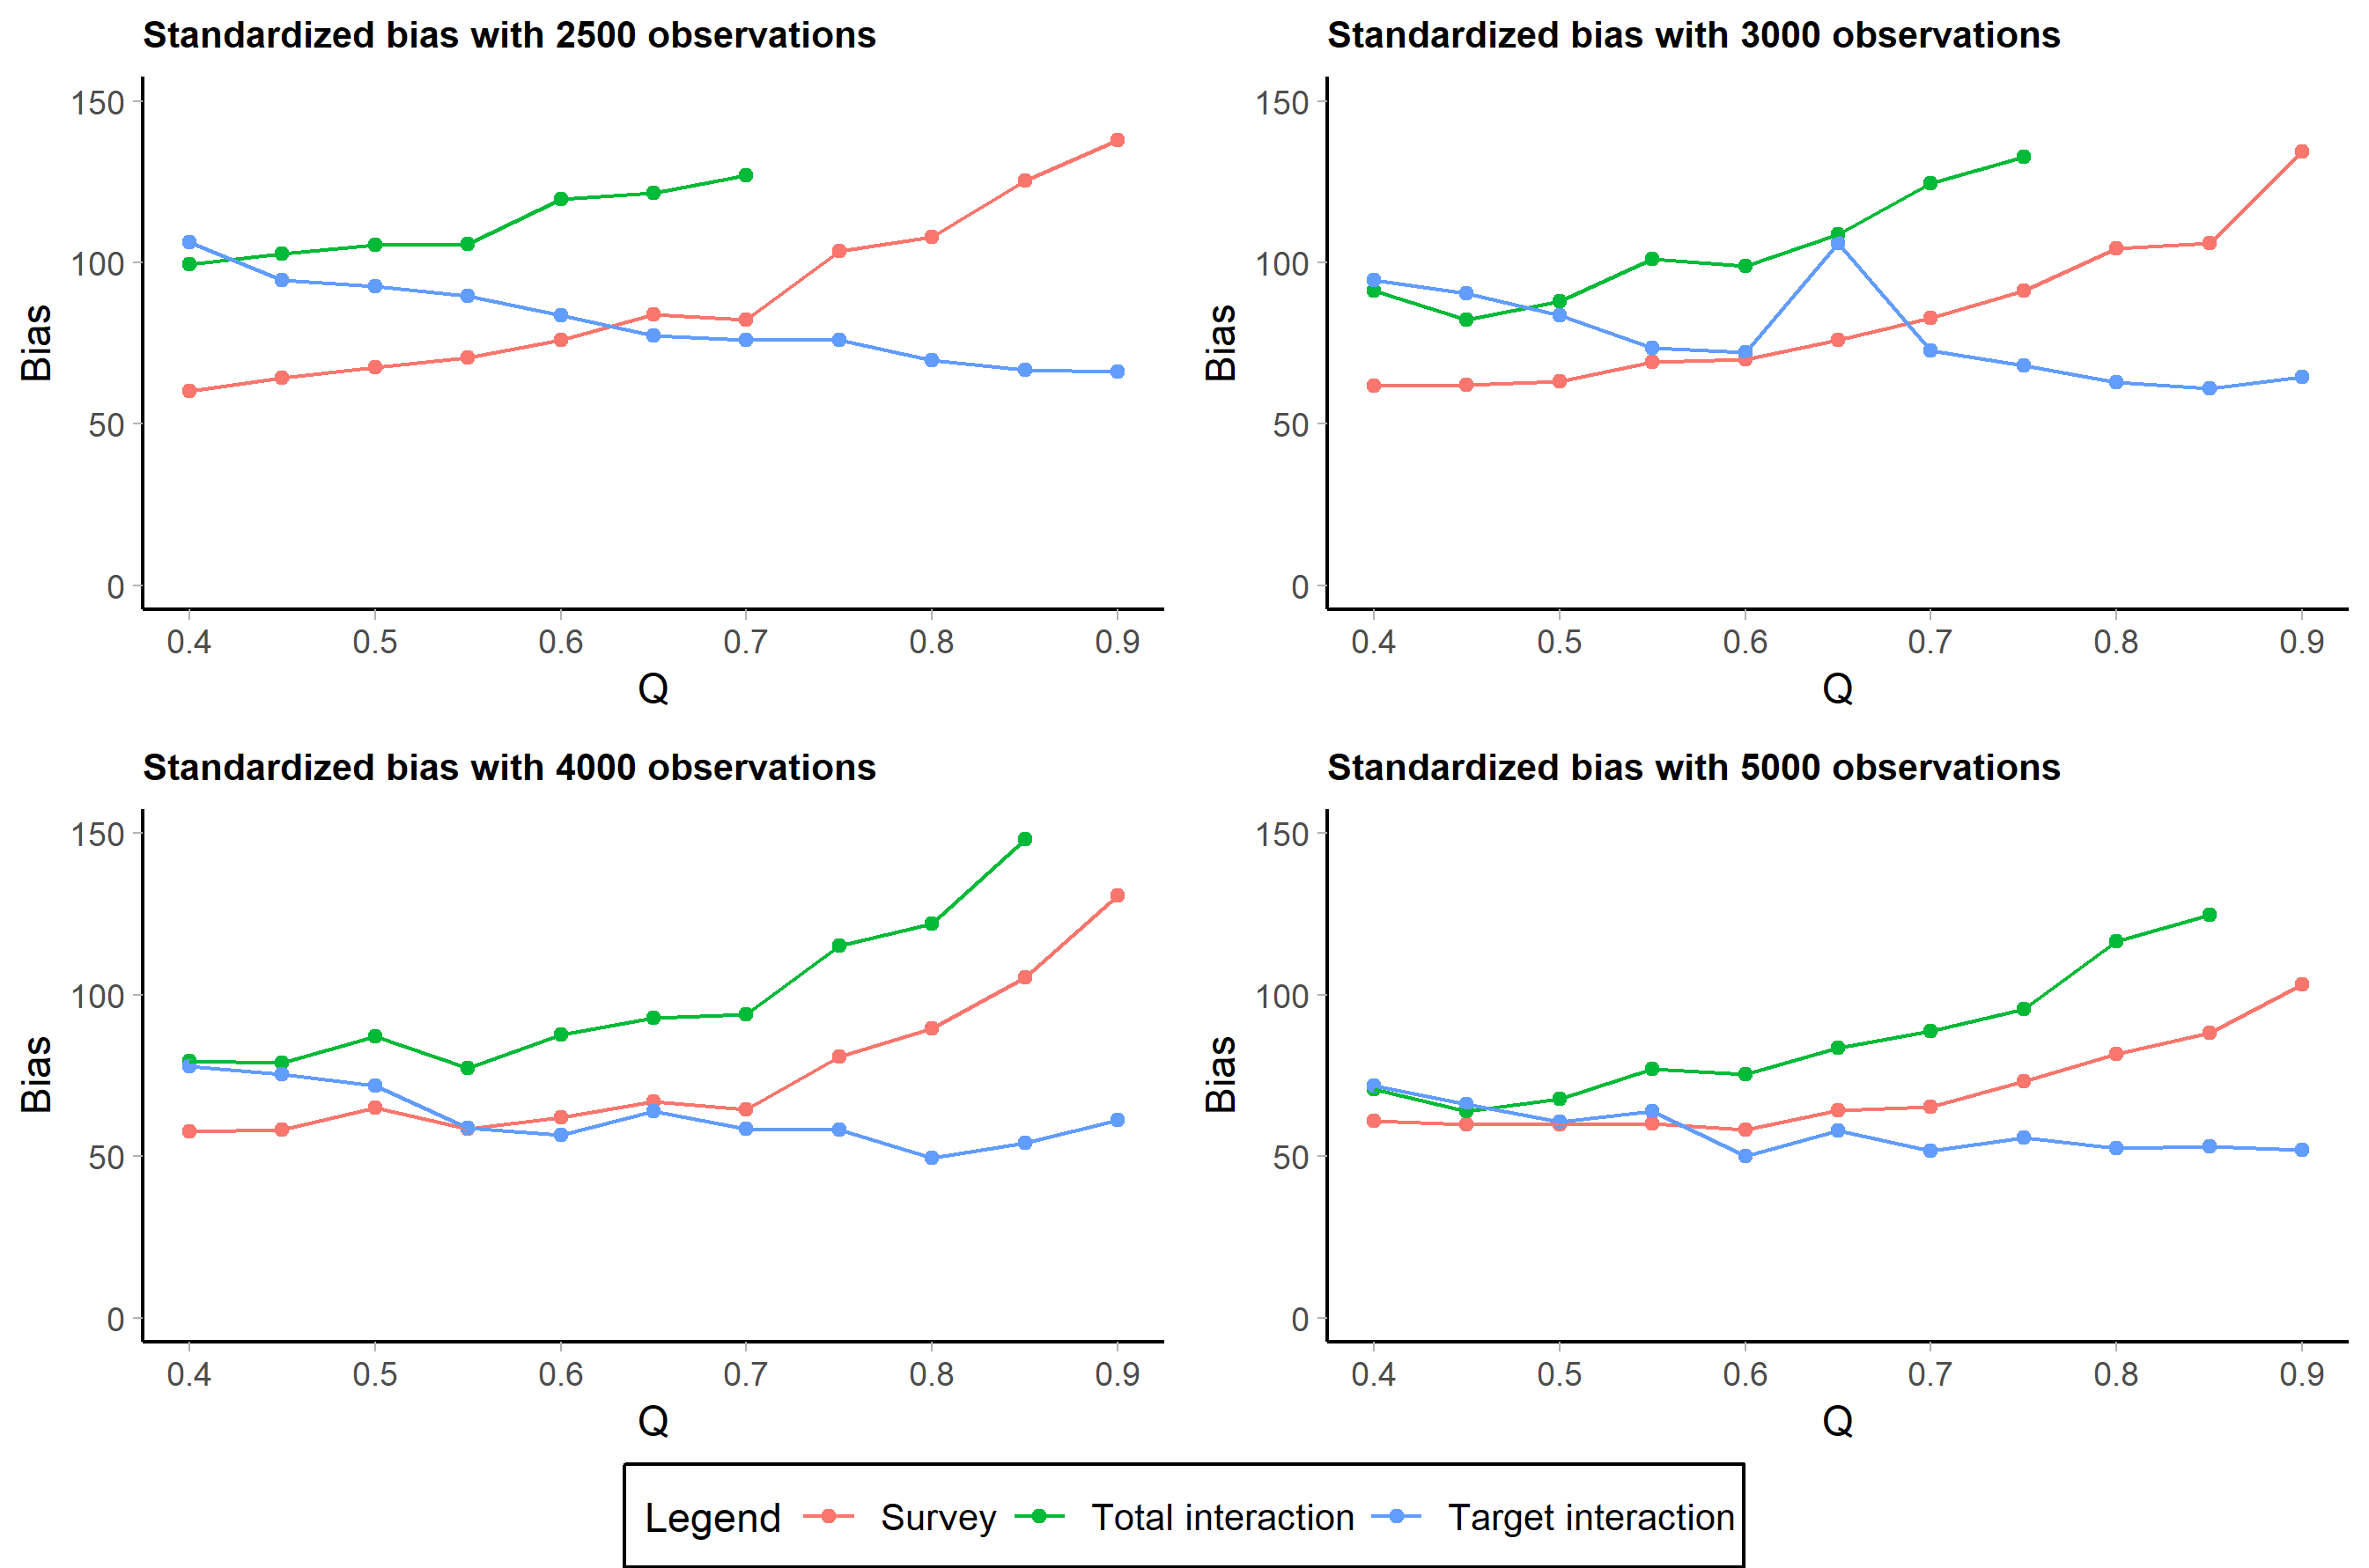 Standardized bias with 2500 observations
150
100
50
0
Bias
0.4 0.5 0.6 0.7 0.8 0.9
Q
Standardized bias with 3000 observations
150
100
50
0
Bias
0.4 0.5 0.6 0.7 0.8 0.9
Q
Standardized bias with 4000 observations
150
100
50
0
Bias
0.4 0.5 0.6 0.7 0.8 0.9
Q
Standardized bias with 5000 observations
150
100
50
0
Bias
0.4 0.5 0.6 0.7 0.8 0.9
Q
Legend Survey Total interaction Target interaction